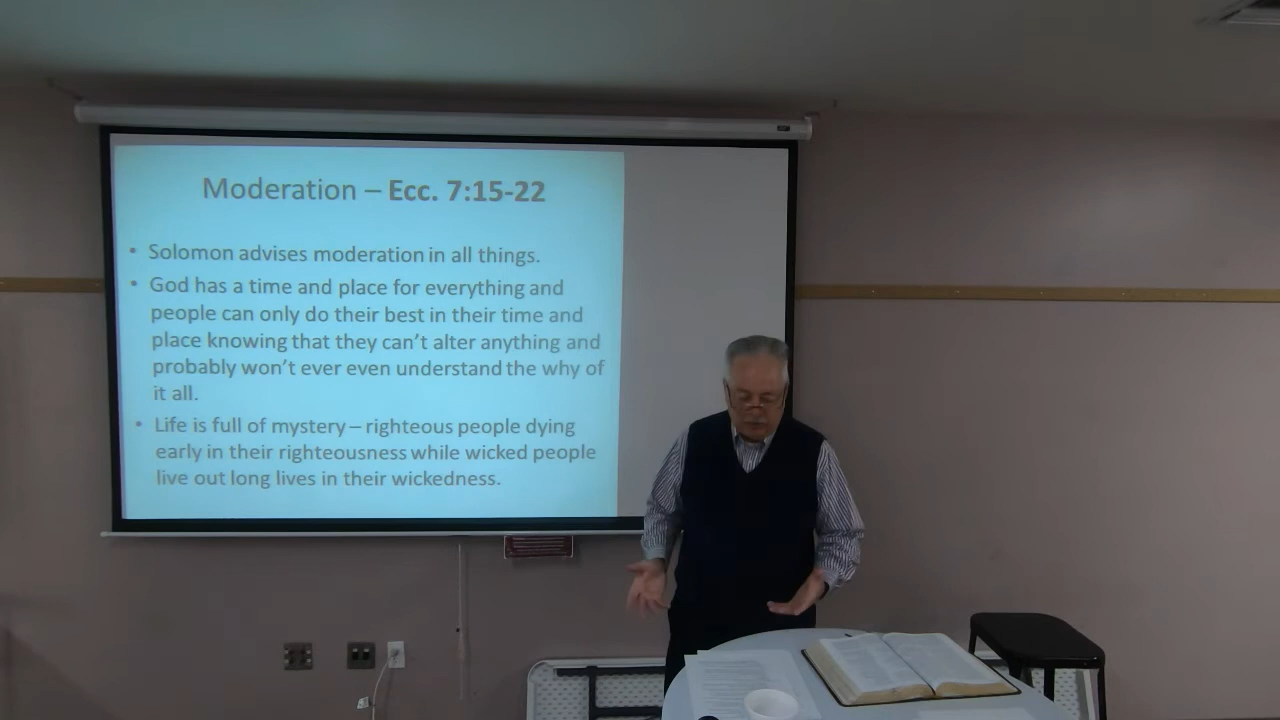 Moderation – Ecc. 7:15-22
• Solomon advises moderation in all things.
• God has a time and place for everything and
people can only do their best in their time and
place knowing that they can't alter anything and
probably won't ever even understand the why of
it all.
• Life is full of mystery – righteous people dying
early in their righteousness while wicked people
live out long lives in their wickedness.